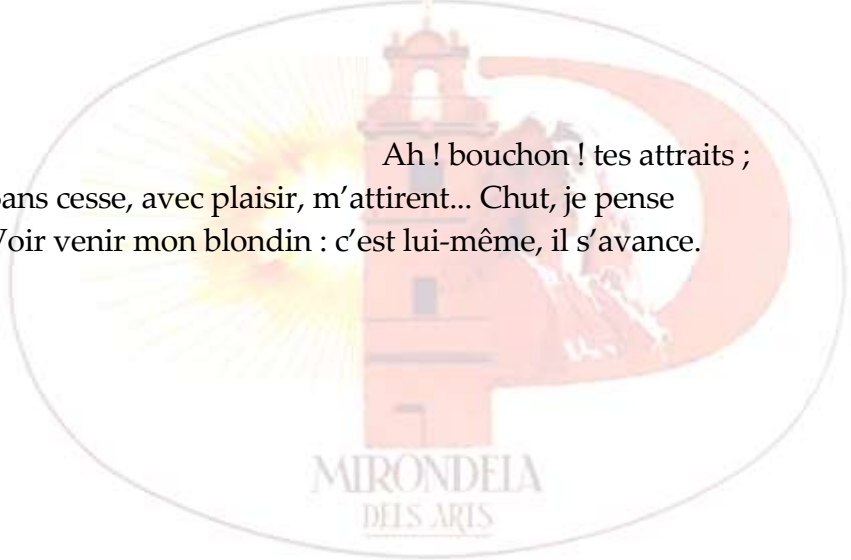 Ah ! bouchon ! tes attraits ;
ans cesse, avec plaisir, m’attirent... Chut, je pense
oir venir mon blondin : c’est lui-même, il s’avance.
MIRONDELA
DELS ARTS